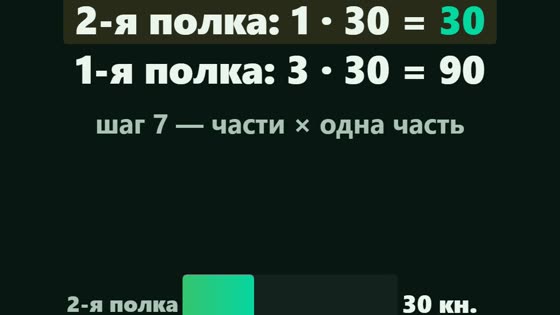 2-я полка: 1 · 30 = 30
1-я полка: 3 · 30 = 90
шаг 7 — части × одна часть
2-я полка 30 кн.